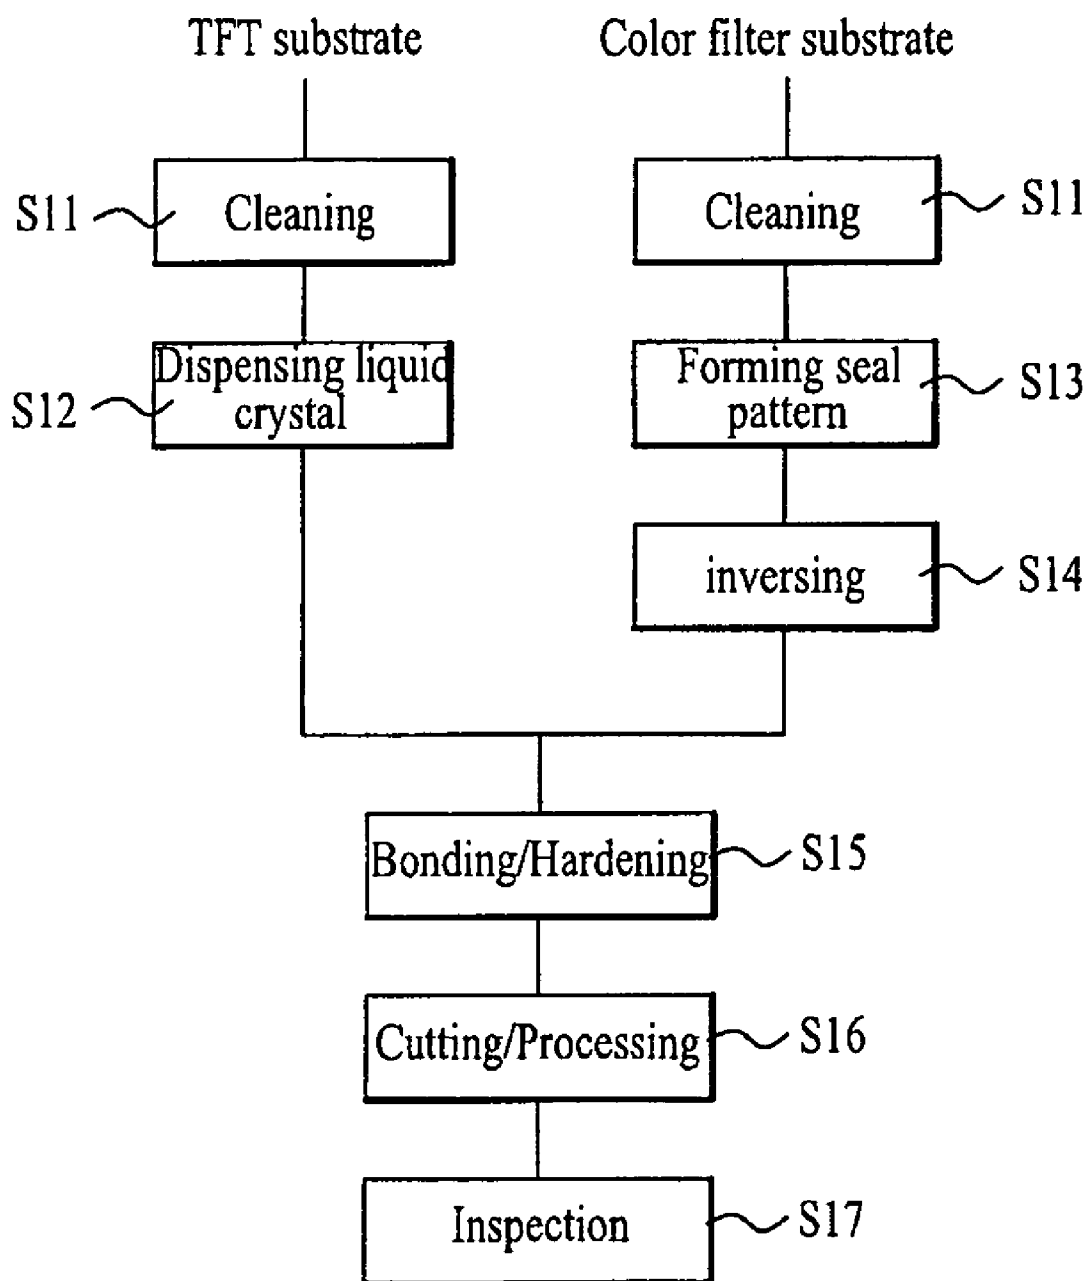 TFT substrate
Color filter substrate
S11
Cleaning
Cleaning
S11
S12
Dispensing liquid
crystal
Forming seal
pattern
S13
inversing
S14
Bonding/Hardening
S15
Cutting/Processing
S16
Inspection
S17